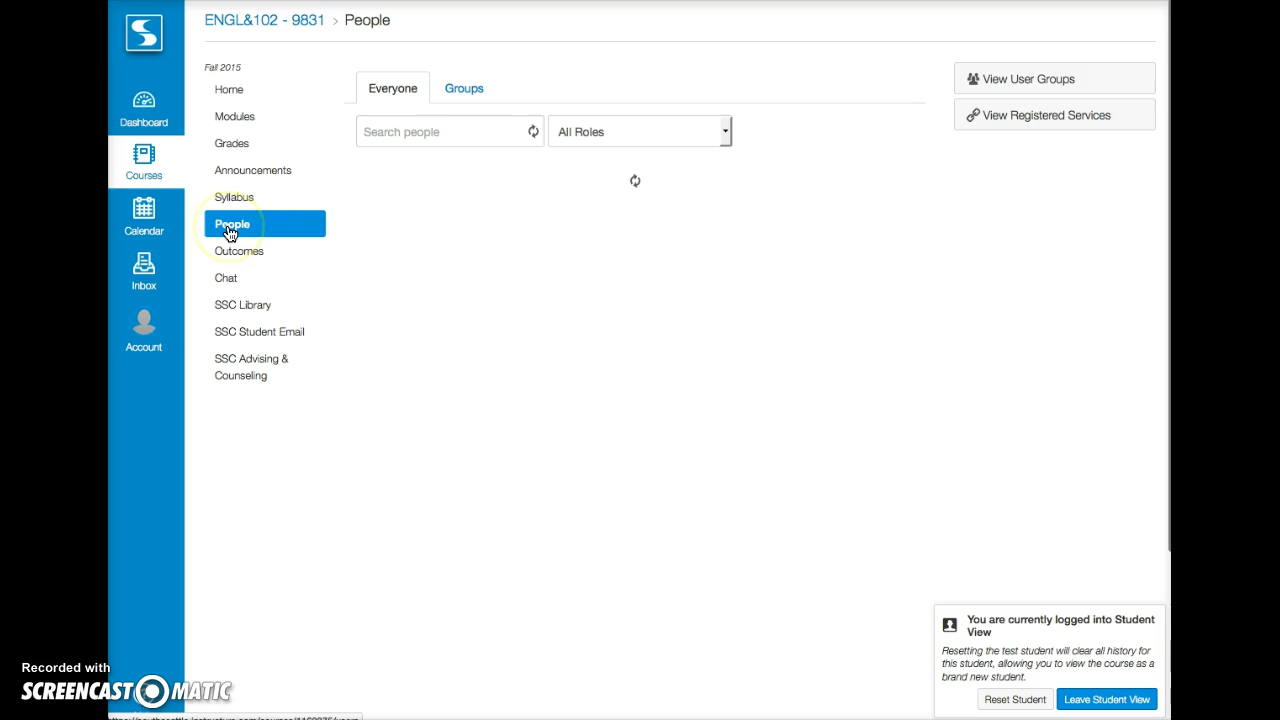 ENGL&102 - 9831 > People
Fall 2015
Home
Modules
Grades
Announcements
Syllabus
People
Outcomes
Chat
SSC Library
SSC Student Email
SSC Advising &
Counseling
Dashboard
Courses
Calendar
Inbox
Account
Everyone
Groups
Search people
All Roles
View User Groups
View Registered Services
You are currently logged into Student
View
Resetting the test student will clear all history for
this student, allowing you to view the course as a
brand new student.
Reset Student
Leave Student View
Recorded with
SCREENCAST MATIC